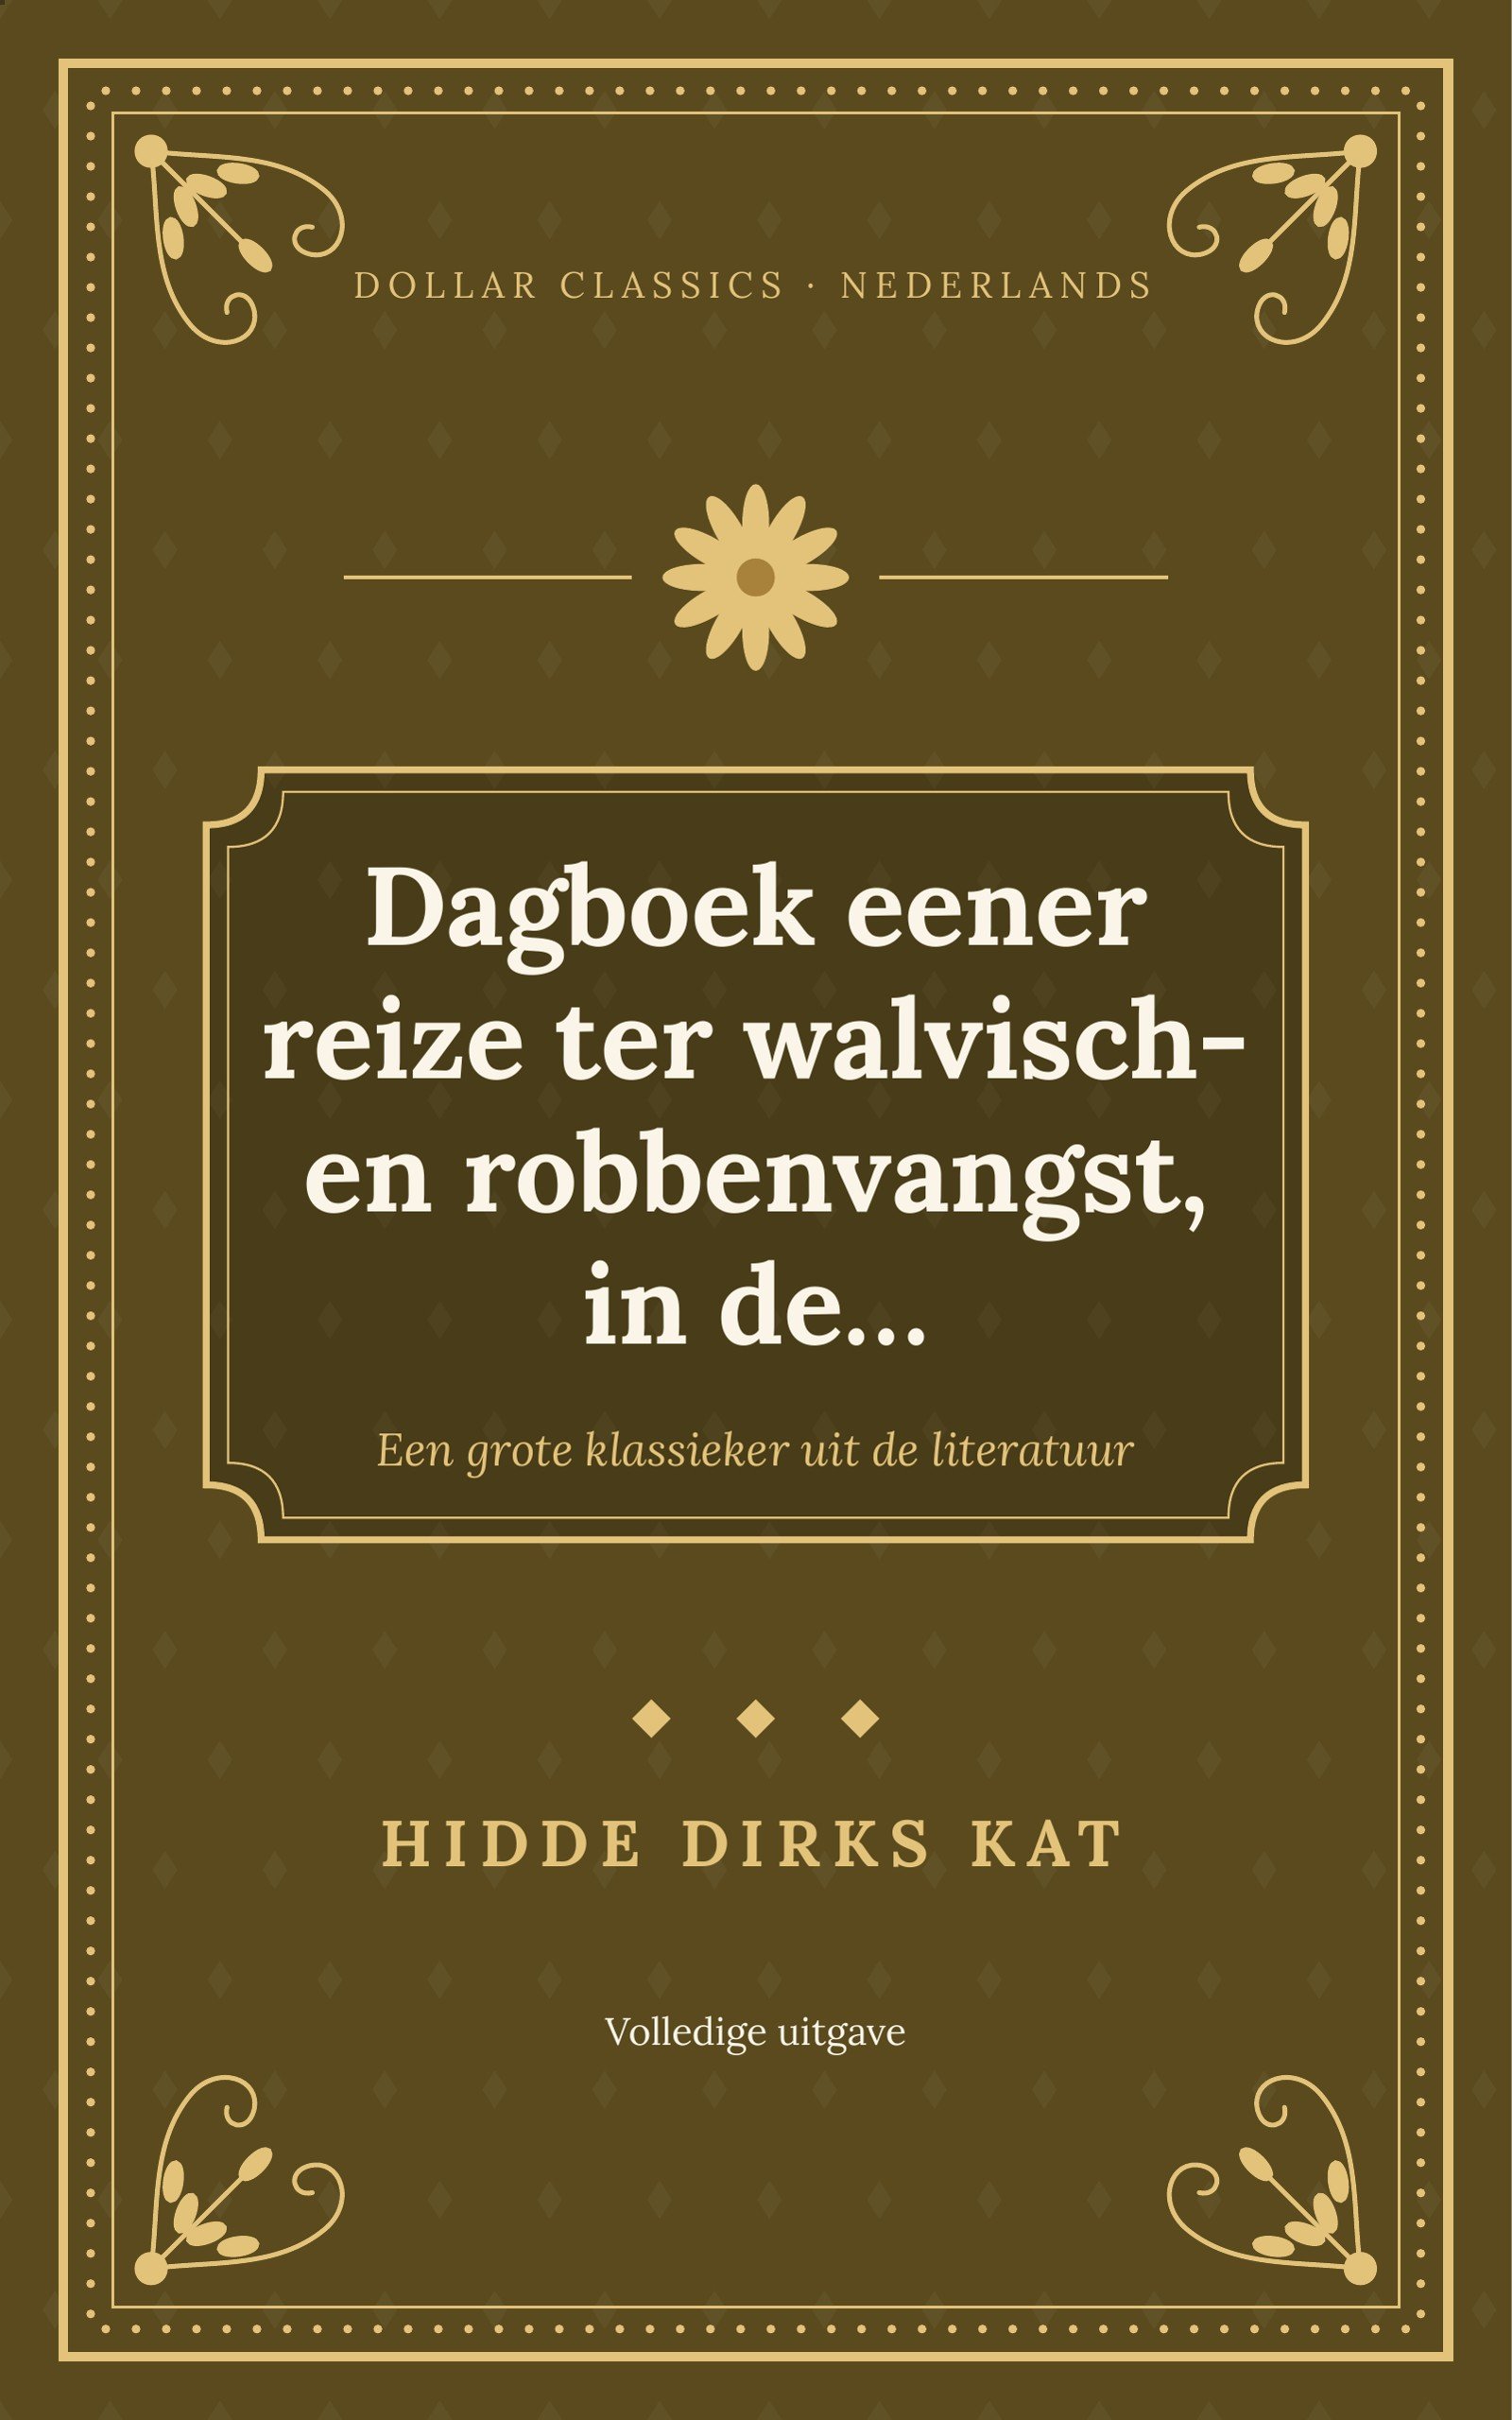 DOLLAR CLASSICS · NEDERLANDS
Dagboek eener
reize ter walvisch-
en robbenvangst,
in de...
Een grote klassieker uit de literatuur
HIDDE DIRKS KAT
Volledige uitgave